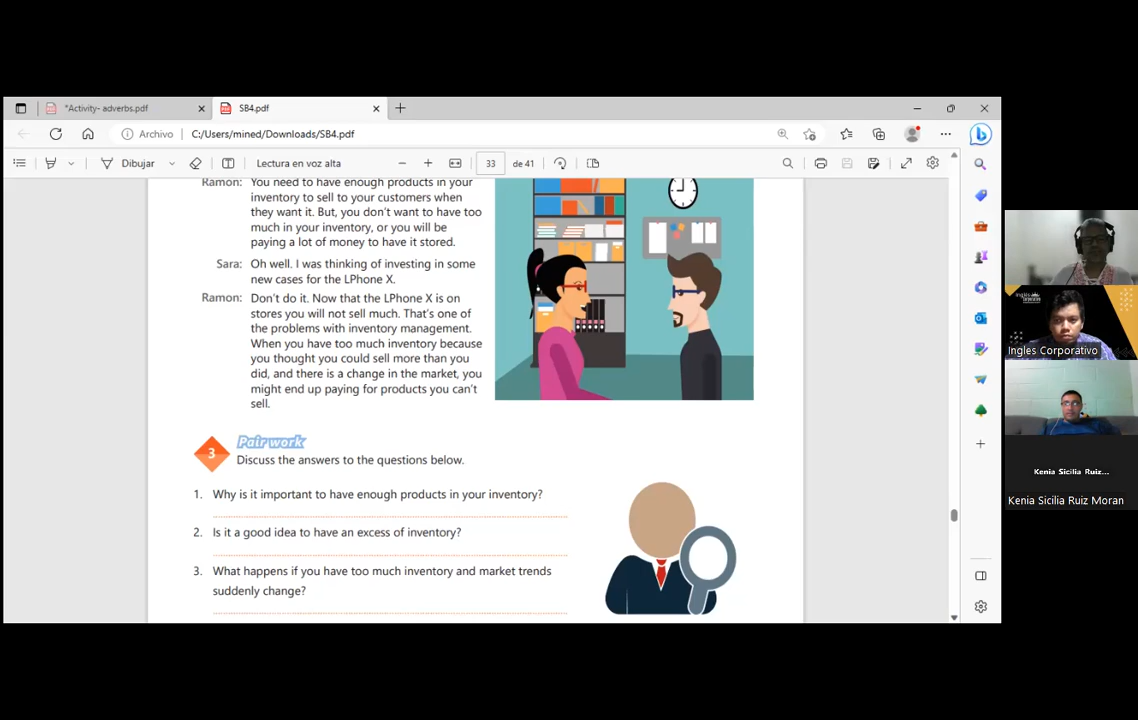 *Activity- adverbs.pdf
SB4.pdf
Archivo
C:/Users/mined/Downloads/SB4.pdf
Dibujar
Lectura en voz alta
33
de 41
Ramon: You need to have enough products in your
inventory to sell to your customers when
they want it. But, you don't want to have too
much in your inventory, or you will be
paying a lot of money to have it stored.
Sara: Oh well. I was thinking of investing in some
new cases for the LPhone X.
Ramon: Don't do it. Now that the LPhone X is on
stores you will not sell much. That's one of
the problems with inventory management.
When you have too much inventory because
you thought you could sell more than you
did, and there is a change in the market, you
might end up paying for products you can't
sell.
3
Pair work
Discuss the answers to the questions below.
1. Why is it important to have enough products in your inventory?
2. Is it a good idea to have an excess of inventory?
3. What happens if you have too much inventory and market trends
suddenly change?
Ingles Corporativo
Kenia Sicilia Ruiz...
Kenia Sicilia Ruiz Moran